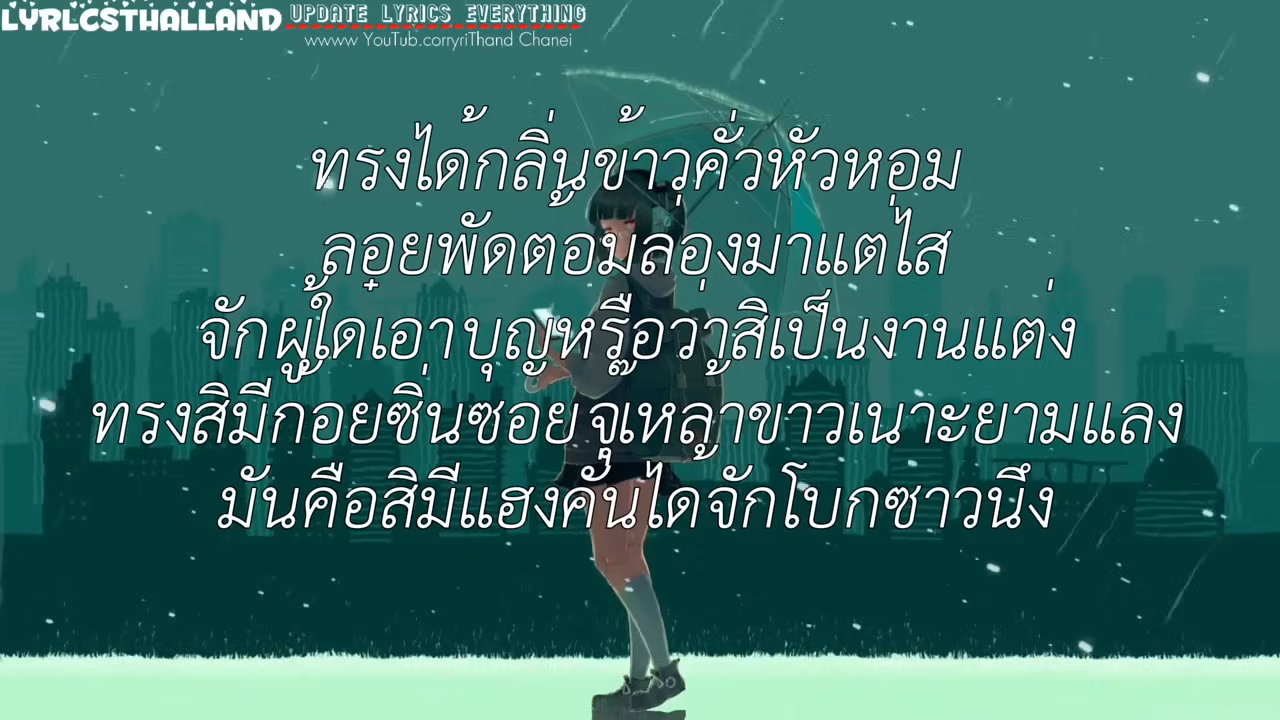 LYRLCSTHALLAND
UPDATE LYRICS EVERYTHING
wwww YouTub.corryriThand Chanei
ทรงได้กลิ่นข้าวคั่วหัวหอม
ลอยพัดต้อมล่องมาแต่ไส
จักผู้ใดเอาบุญหรือว่าสิเป็นงานแต่ง
ทรงสิมีก้อยซิ่นซอยจุ๊เหล้าขาวเนาะยามแลง
มันคือสิมีแฮงคันได้จักโบกซาวนึง